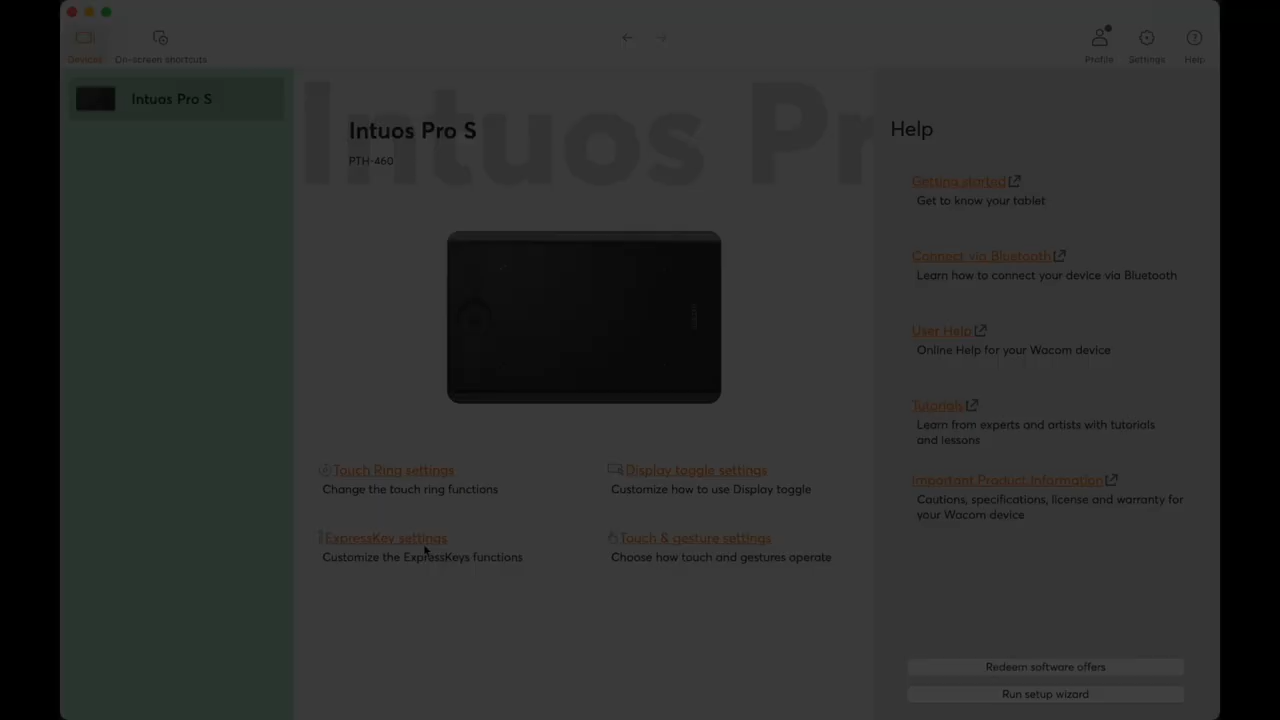 Devices
On-screen shortcuts
Profile
Settings
Help
Intuos Pro S
Intuos Pr
Intuos Pro S
PTH-460
Touch Ring settings
Change the touch ring functions
Display toggle settings
Customize how to use Display toggle
ExpressKey settings
Customize the ExpressKeys functions
Touch & gesture settings
Choose how touch and gestures operate
Help
Getting started
Get to know your tablet
Connect via Bluetooth
Learn how to connect your device via Bluetooth
User Help
Online Help for your Wacom device
Tutorials
Learn from experts and artists with tutorials
and lessons
Important Product Information
Cautions, specifications, license and warranty for
your Wacom device
Redeem software offers
Run setup wizard